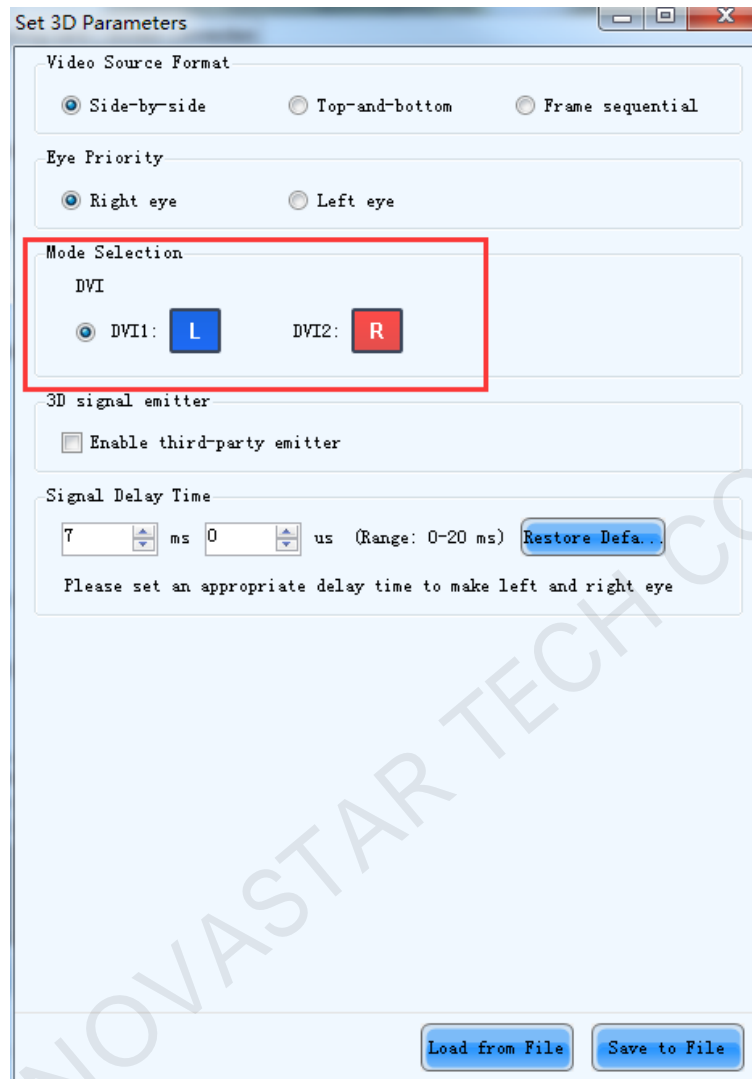 Set 3D Parameters
Video Source Format
Side-by-side Top-and-bottom Frame sequential
Eye Priority
Right eye Left eye
Mode Selection
DVI
DVI1: L DVI2: R
3D signal emitter
Enable third-party emitter
Signal Delay Time
7 ms 0 us (Range: 0-20 ms) Restore Defa...
Please set an appropriate delay time to make left and right eye
Load from File Save to File
NOVASTAR TECH CO